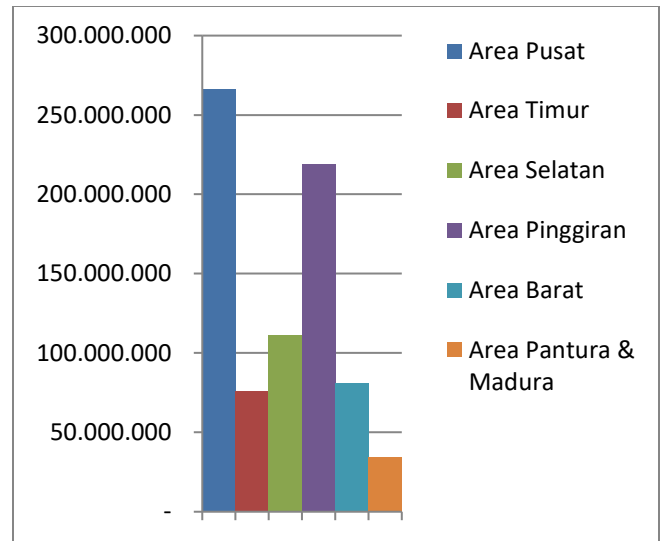 300.000.000
250.000.000
200.000.000
150.000.000
100.000.000
50.000.000
-
Area Pusat
Area Timur
Area Selatan
Area Pinggiran
Area Barat
Area Pantura &
Madura